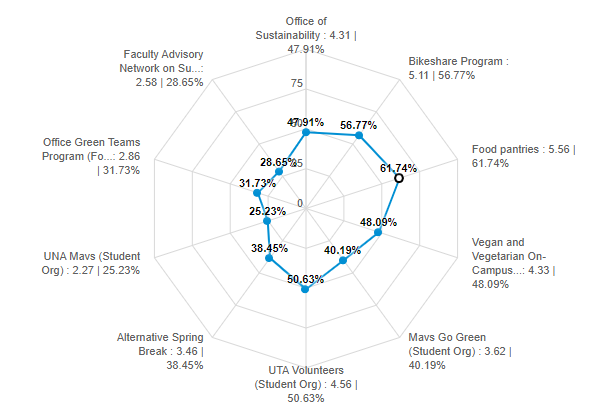 Office of
Sustainability : 4.31 |
47.91%
Bikeshare Program :
5.11 | 56.77%
Food pantries : 5.56 |
61.74%
Vegan and
Vegetarian On-
Campus...: 4.33 |
48.09%
Mavs Go Green
(Student Org) : 3.62 |
40.19%
UTA Volunteers
(Student Org) : 4.56 |
50.63%
Alternative Spring
Break : 3.46 |
38.45%
UNA Mavs (Student
Org) : 2.27 | 25.23%
Office Green Teams
Program (Fo...: 2.86
| 31.73%
Faculty Advisory
Network on Su...:
2.58 | 28.65%
75
50
25
0
47.91%
56.77%
61.74%
48.09%
40.19%
50.63%
38.45%
25.23%
31.73%
28.65%